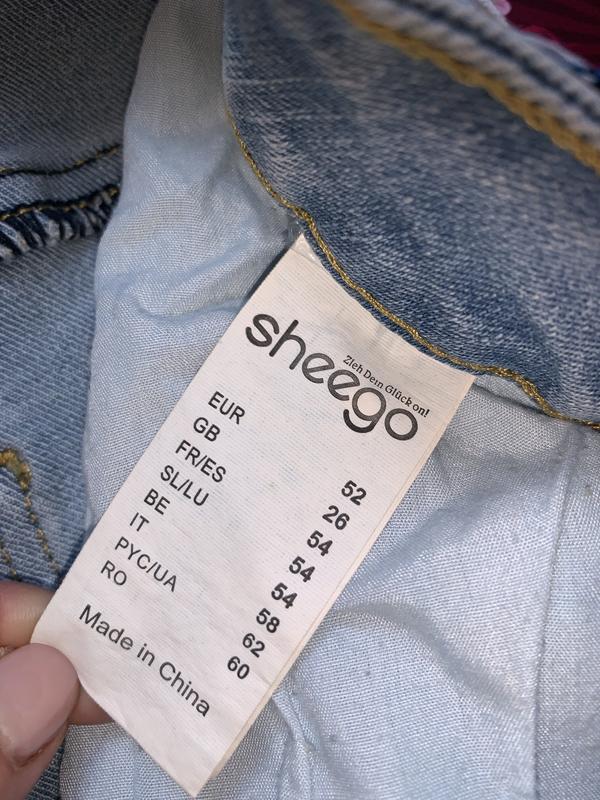 sheego
Zieh Dein Glück on!
EUR 52
GB 26
FR/ES 54
SL/LU 54
BE 54
IT 58
PYC/UA 62
RO 60
Made in China